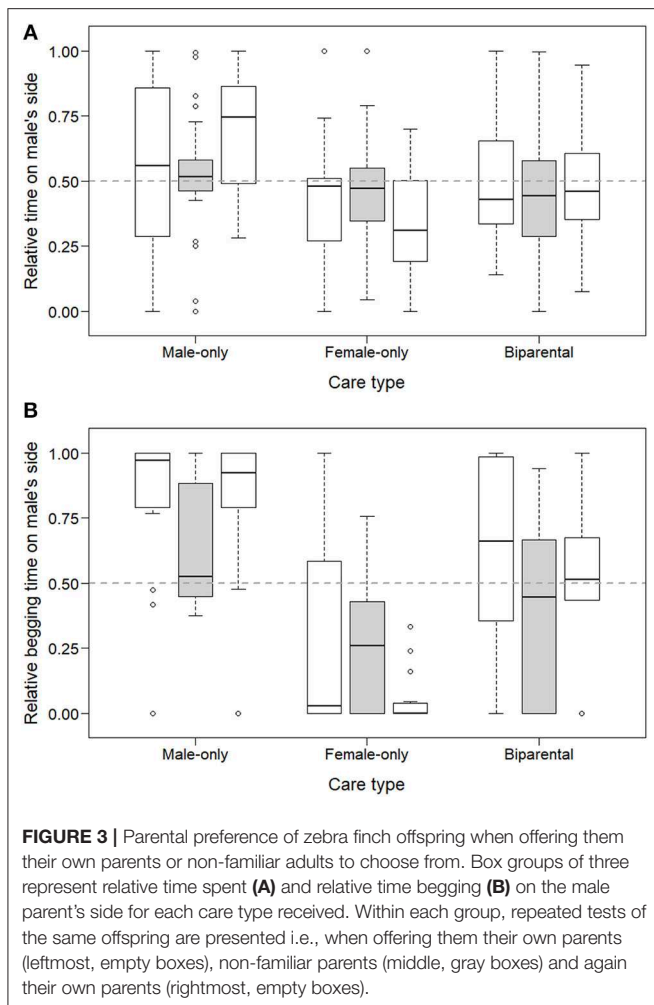 A
Relative time on male's side
1.00
0.75
0.50
0.25
0.00
Male-only
Female-only
Biparental
Care type
B
Relative begging time on male's side
1.00
0.75
0.50
0.25
0.00
Male-only
Female-only
Biparental
Care type
FIGURE 3 | Parental preference of zebra finch offspring when offering them
their own parents or non-familiar adults to choose from. Box groups of three
represent relative time spent (A) and relative time begging (B) on the male
parent's side for each care type received. Within each group, repeated tests of
the same offspring are presented i.e., when offering them their own parents
(leftmost, empty boxes), non-familiar parents (middle, gray boxes) and again
their own parents (rightmost, empty boxes).